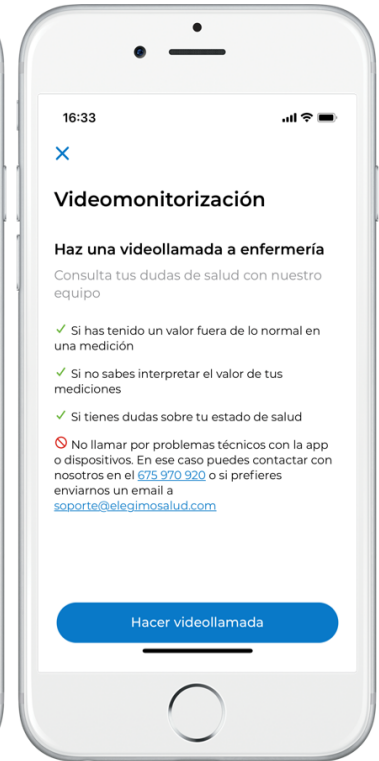 16:33
Videomonitorización
Haz una videollamada a enfermería
Consulta tus dudas de salud con nuestro
equipo
Si has tenido un valor fuera de lo normal en
una medición
Si no sabes interpretar el valor de tus
mediciones
Si tienes dudas sobre tu estado de salud
No llamar por problemas técnicos con la app
o dispositivos. En ese caso puedes contactar con
nosotros en el 675 970 920 o si prefieres
enviarnos un email a
soporte@elegimosalud.com
Hacer videollamada